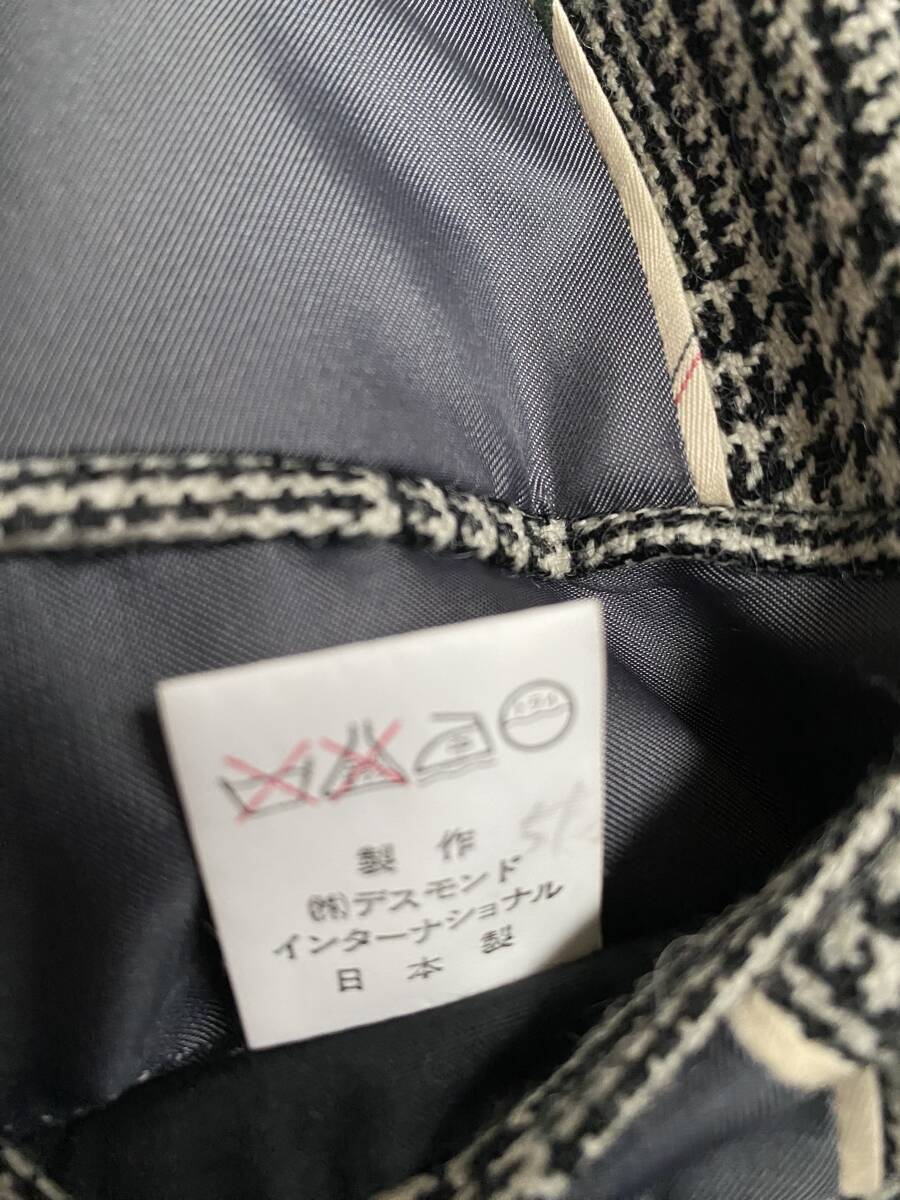 製作
㈱デスモンド
インターナショナル
日本製